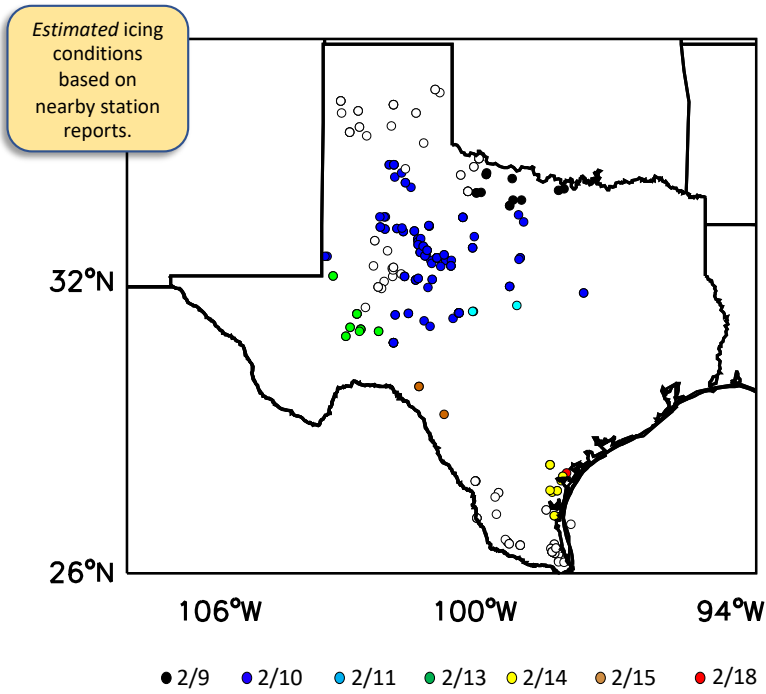 Estimated icing
conditions
based on
nearby station
reports.
32°N
26°N
106°W 100°W 94°W
2/9 2/10 2/11 2/13 2/14 2/15 2/18